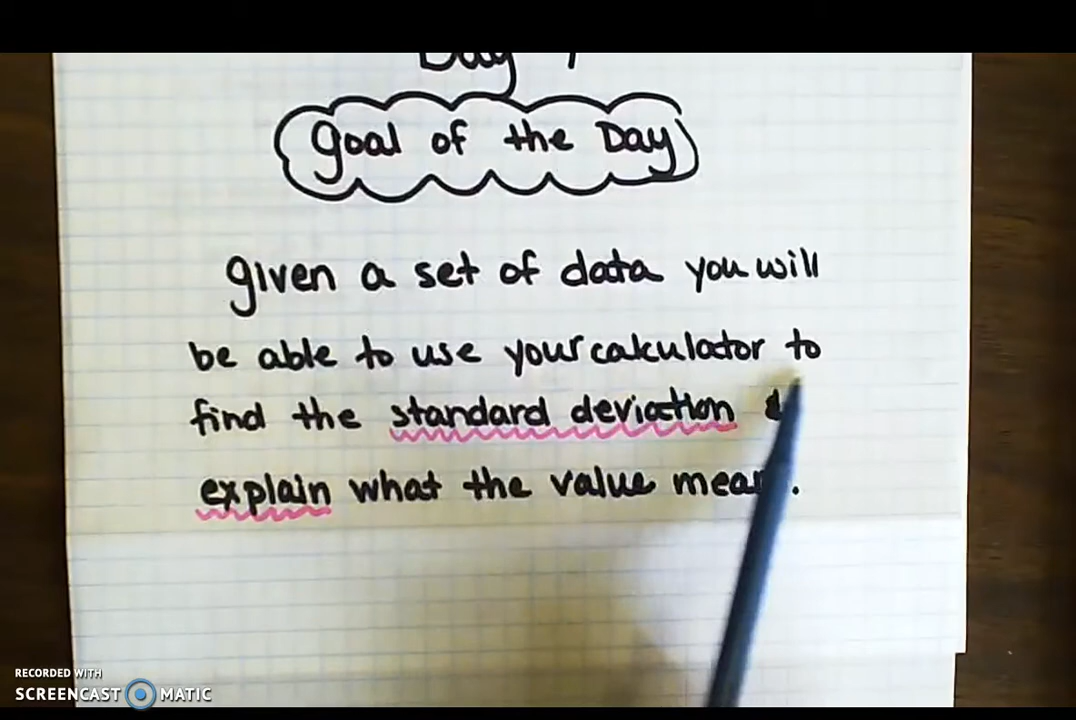 Day
Goal of the Day
given a set of data you will
be able to use your calculator to
find the standard deviation
explain what the value
RECORDED WITH
SCREENCAST MATIC